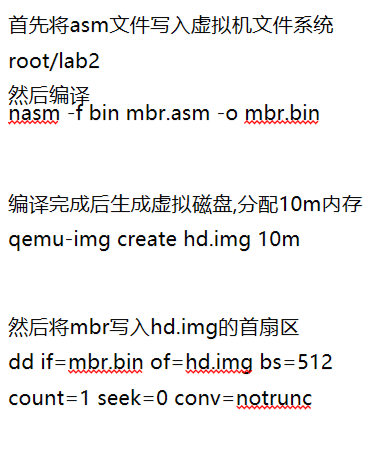 首先将asm文件写入虚拟机文件系统
root/lab2
然后编译
nasm -f bin mbr.asm -o mbr.bin
编译完成后生成虚拟磁盘,分配10m内存
qemu-img create hd.img 10m
然后将mbr写入hd.img的首扇区
dd if=mbr.bin of=hd.img bs=512
count=1 seek=0 conv=notrunc